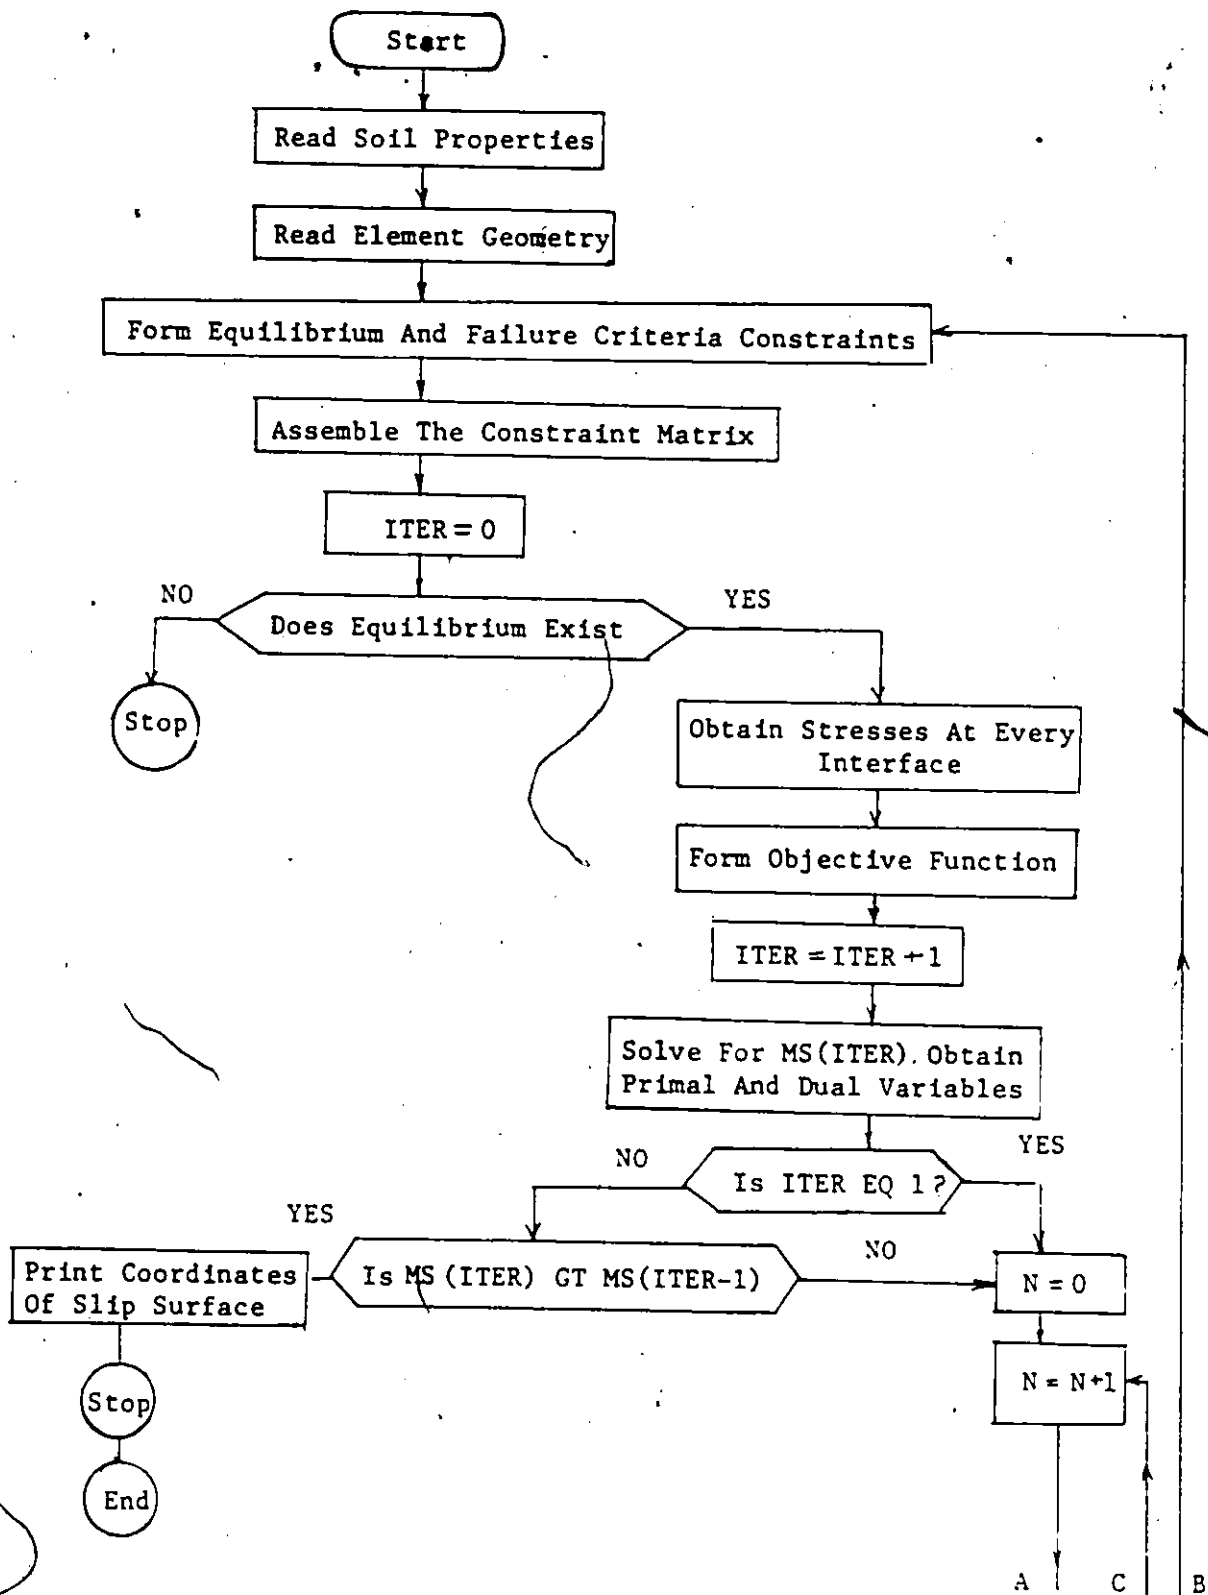 Start
Read Soil Properties
Read Element Geometry
Form Equilibrium And Failure Criteria Constraints
Assemble The Constraint Matrix
ITER = 0
NO
YES
Does Equilibrium Exist
Stop
Obtain Stresses At Every
Interface
Form Objective Function
ITER = ITER + 1
Solve For MS(ITER). Obtain
Primal And Dual Variables
NO
YES
Is ITER EQ 1?
YES
NO
Print Coordinates
Of Slip Surface
Is MS (ITER) GT MS(ITER-1)
N = 0
N = N+1
Stop
End
A
C
B